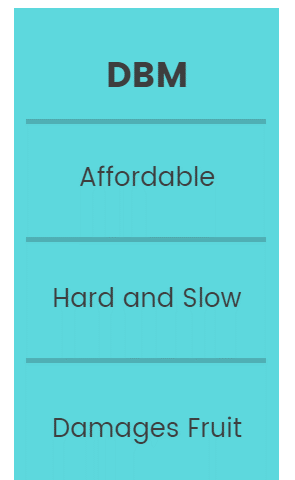 DBM
Affordable
Hard and Slow
Damages Fruit